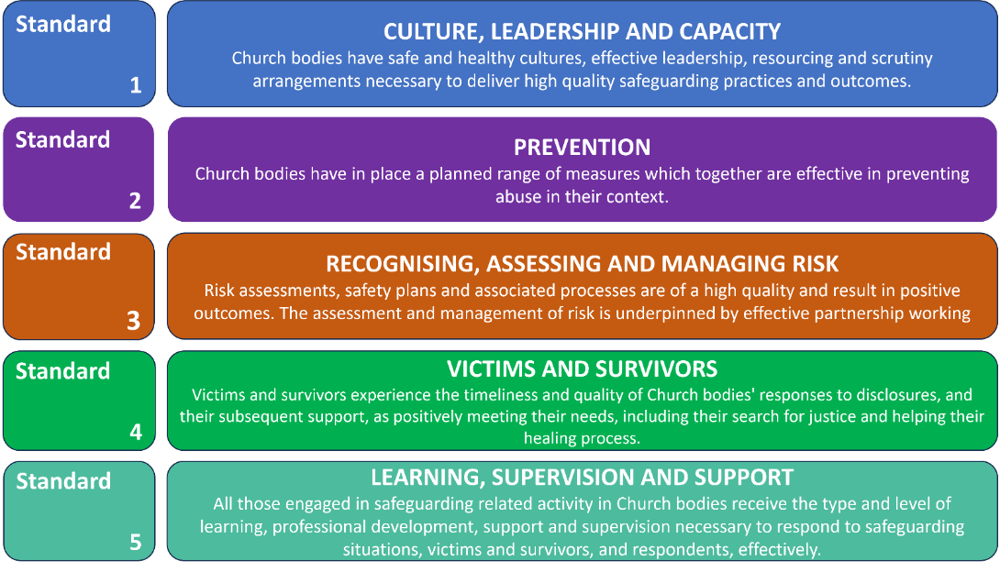 Standard
1
CULTURE, LEADERSHIP AND CAPACITY
Church bodies have safe and healthy cultures, effective leadership, resourcing and scrutiny
arrangements necessary to deliver high quality safeguarding practices and outcomes.
Standard
2
PREVENTION
Church bodies have in place a planned range of measures which together are effective in preventing
abuse in their context.
Standard
3
RECOGNISING, ASSESSING AND MANAGING RISK
Risk assessments, safety plans and associated processes are of a high quality and result in positive
outcomes. The assessment and management of risk is underpinned by effective partnership working
Standard
4
VICTIMS AND SURVIVORS
Victims and survivors experience the timeliness and quality of Church bodies' responses to disclosures, and
their subsequent support, as positively meeting their needs, including their search for justice and helping their
healing process.
Standard
5
LEARNING, SUPERVISION AND SUPPORT
All those engaged in safeguarding related activity in Church bodies receive the type and level of
learning, professional development, support and supervision necessary to respond to safeguarding
situations, victims and survivors, and respondents, effectively.